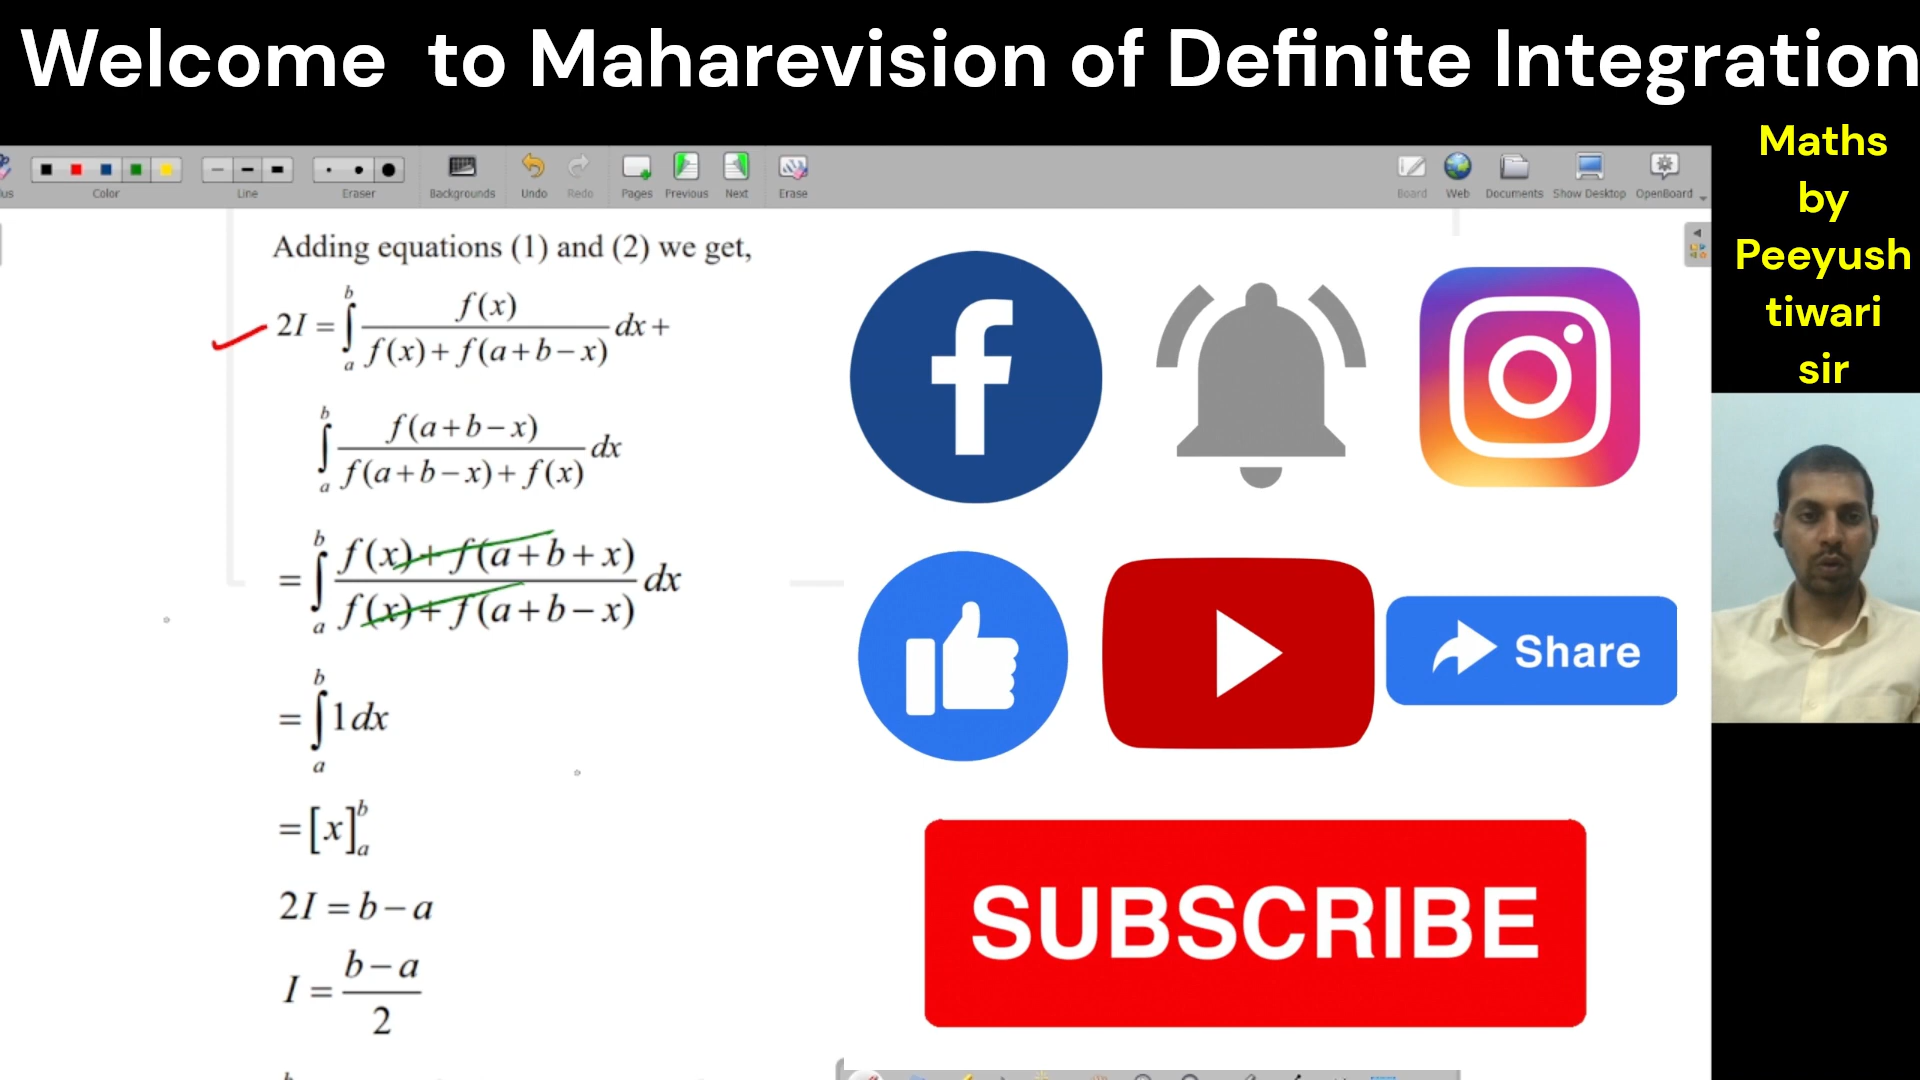 Welcome to Maharevision of Definite Integration
Maths
by
Peeyush
tiwari
sir
Color
Line
Eraser
Backgrounds
Undo
Redo
Pages
Previous
Next
Erase
Board
Web
Documents
Show Desktop
OpenBoard
Adding equations (1) and (2) we get,
2I = ∫_a^b f(x) / (f(x) + f(a+b−x)) dx +
∫_a^b f(a+b−x) / (f(a+b−x) + f(x)) dx
= ∫_a^b (f(x) + f(a+b+x)) / (f(x) + f(a+b−x)) dx
= ∫_a^b 1 dx
= [x]_a^b
2I = b − a
I = (b − a) / 2
Share
SUBSCRIBE